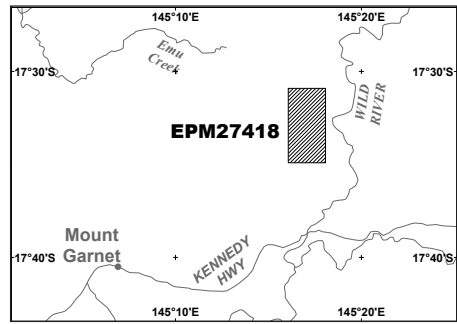 145°10'E
145°20'E
Emu
Creek
17°30'S
17°30'S
WILD
RIVER
EPM27418
Mount
Garnet
KENNEDY
HWY
17°40'S
17°40'S
145°10'E
145°20'E